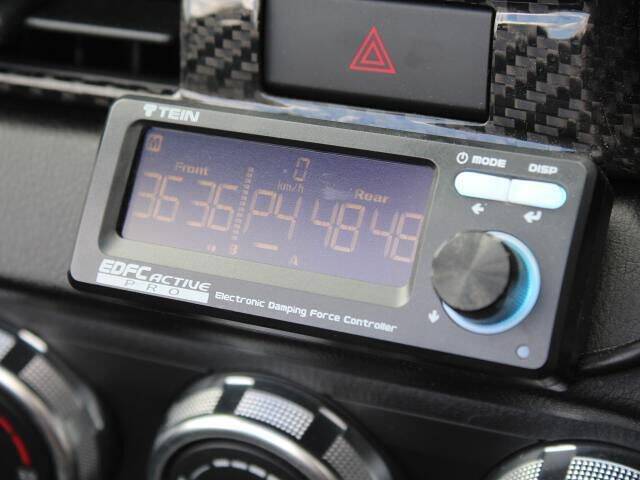 TEIN
MODE DISP
0
km/h
Front
Rear
36 36 P4 48 48
A
EDFC ACTIVE
PRO
Electronic Damping Force Controller